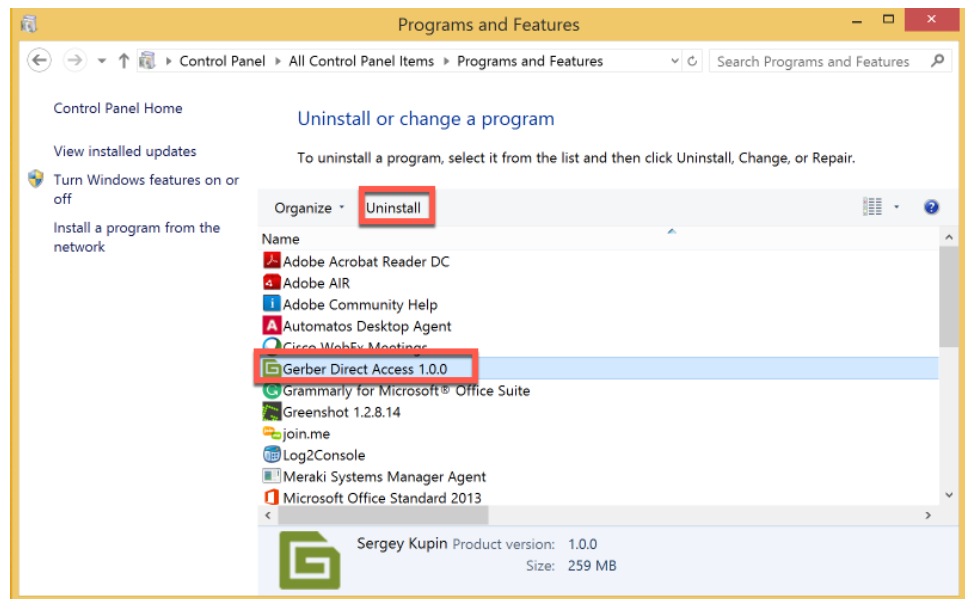 Programs and Features
Control Panel ▸ All Control Panel Items ▸ Programs and Features
Search Programs and Features
Control Panel Home
View installed updates
Turn Windows features on or
off
Install a program from the
network
Uninstall or change a program
To uninstall a program, select it from the list and then click Uninstall, Change, or Repair.
Organize
Uninstall
Name
Adobe Acrobat Reader DC
Adobe AIR
Adobe Community Help
Automatos Desktop Agent
Cisco WebEx Meetings
Gerber Direct Access 1.0.0
Grammarly for Microsoft® Office Suite
Greenshot 1.2.8.14
join.me
Log2Console
Meraki Systems Manager Agent
Microsoft Office Standard 2013
Sergey Kupin Product version: 1.0.0
Size: 259 MB